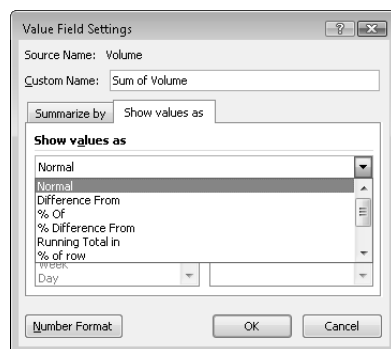 Value Field Settings
Source Name: Volume
Custom Name: Sum of Volume
Summarize by Show values as
Show values as
Normal
Normal
Difference From
% Of
% Difference From
Running Total in
% of row
Week
Day
Number Format OK Cancel